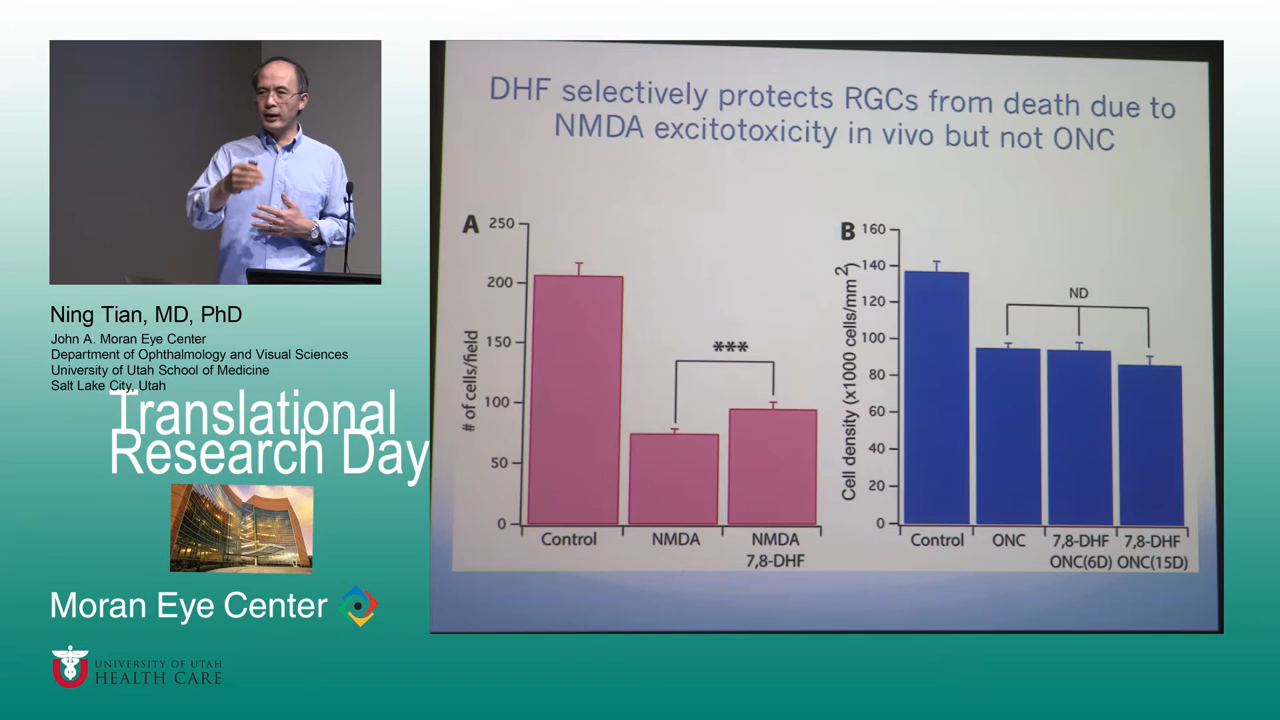 DHF selectively protects RGCs from death due to
NMDA excitotoxicity in vivo but not ONC
A
250
200
150
100
50
0
# of cells/field
***
Control
NMDA
NMDA
7,8-DHF
B
160
140
120
100
80
60
40
20
0
Cell density (x1000 cells/mm²)
ND
Control
ONC
7,8-DHF
ONC(6D)
7,8-DHF
ONC(15D)
Ning Tian, MD, PhD
John A. Moran Eye Center
Department of Ophthalmology and Visual Sciences
University of Utah School of Medicine
Salt Lake City, Utah
Translational
Research Day
Moran Eye Center
U
UNIVERSITY OF UTAH
HEALTH CARE